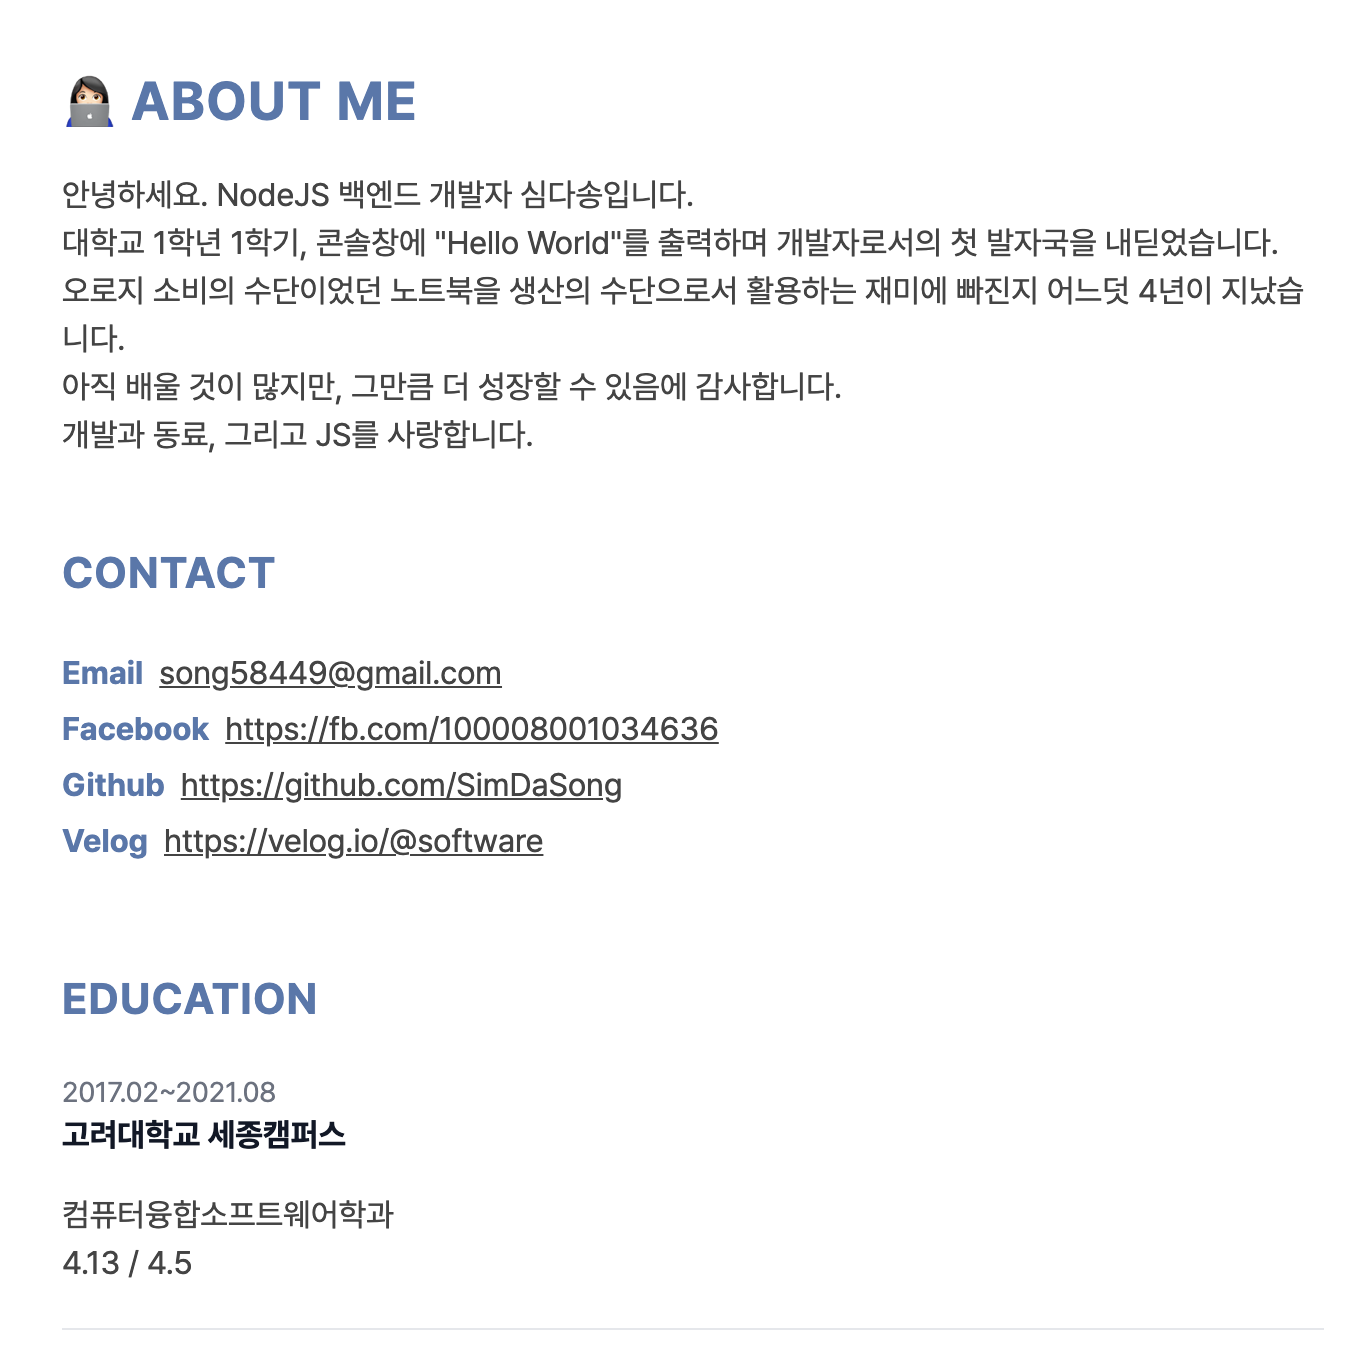 ABOUT ME
안녕하세요. NodeJS 백엔드 개발자 심다송입니다.
대학교 1학년 1학기, 콘솔창에 "Hello World"를 출력하며 개발자로서의 첫 발자국을 내딛었습니다.
오로지 소비의 수단이었던 노트북을 생산의 수단으로서 활용하는 재미에 빠진지 어느덧 4년이 지났습
니다.
아직 배울 것이 많지만, 그만큼 더 성장할 수 있음에 감사합니다.
개발과 동료, 그리고 JS를 사랑합니다.
CONTACT
Email song58449@gmail.com
Facebook https://fb.com/100008001034636
Github https://github.com/SimDaSong
Velog https://velog.io/@software
EDUCATION
2017.02~2021.08
고려대학교 세종캠퍼스
컴퓨터융합소프트웨어학과
4.13 / 4.5